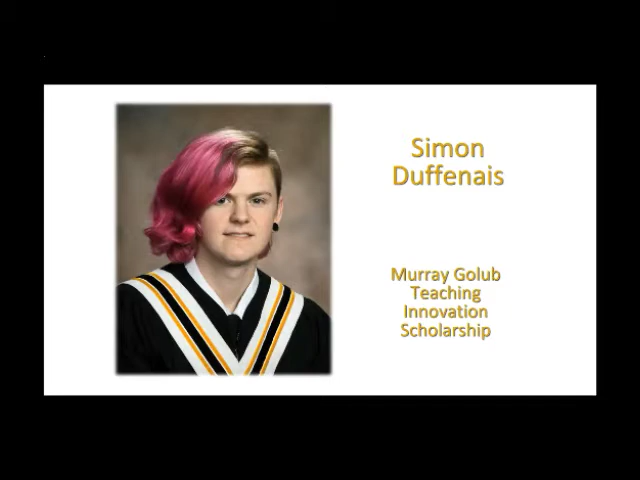 Simon
Duffenais
Murray Golub
Teaching
Innovation
Scholarship